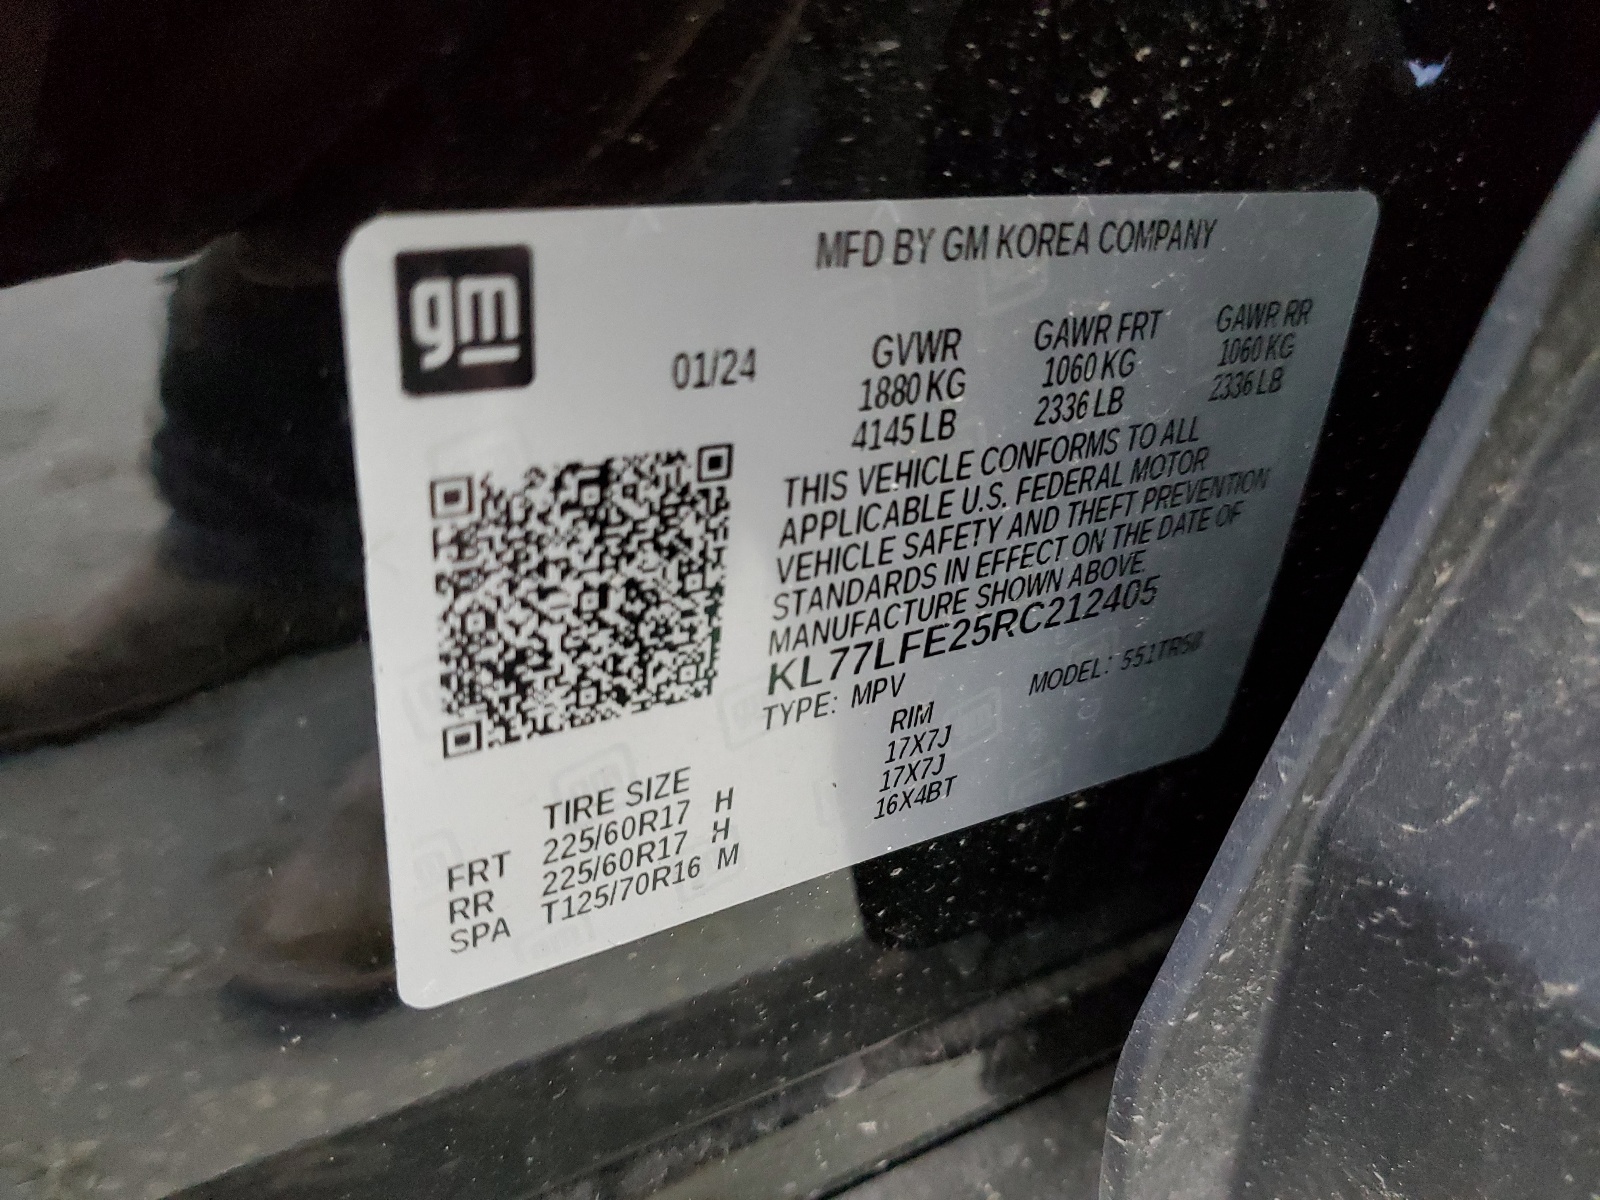 gm
MFD BY GM KOREA COMPANY
01/24 GVWR GAWR FRT GAWR RR
1880 KG 1060 KG 1060 KG
4145 LB 2336 LB 2336 LB
THIS VEHICLE CONFORMS TO ALL
APPLICABLE U.S. FEDERAL MOTOR
VEHICLE SAFETY AND THEFT PREVENTION
STANDARDS IN EFFECT ON THE DATE OF
MANUFACTURE SHOWN ABOVE.
KL77LFE25RC212405
TYPE: MPV MODEL: 551TR58
TIRE SIZE RIM
FRT 225/60R17 H 17X7J
RR 225/60R17 H 17X7J
SPA T125/70R16 M 16X4BT